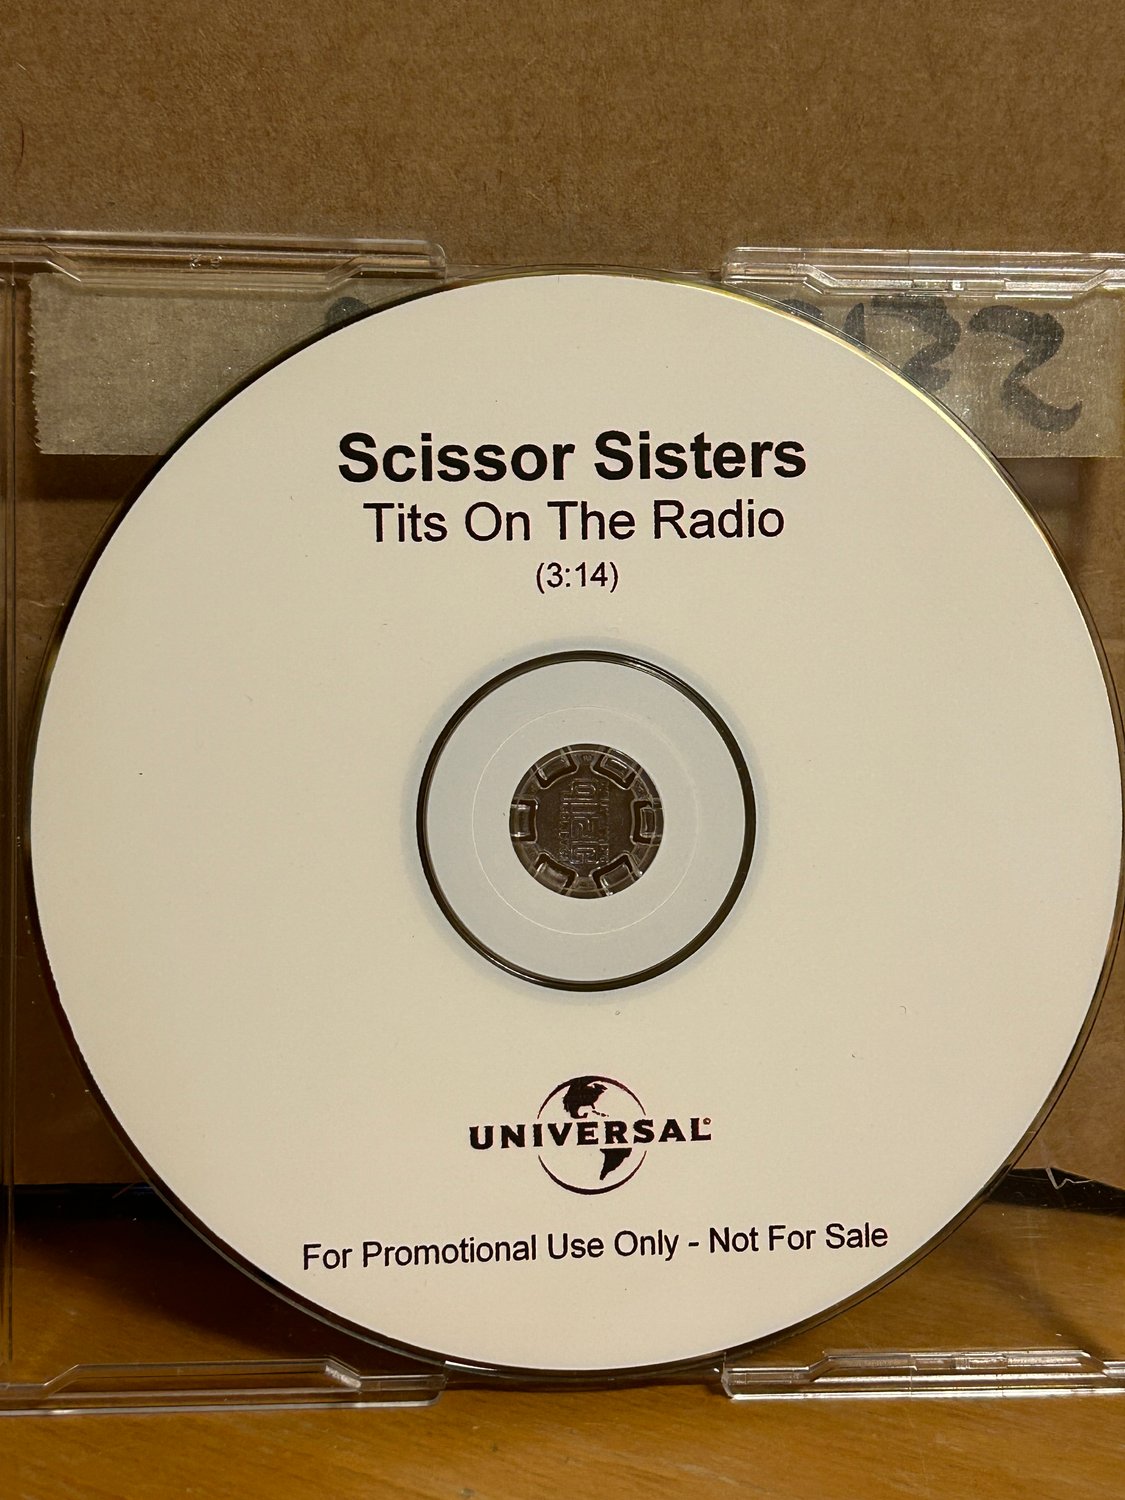 Scissor Sisters
Tits On The Radio
(3:14)
UNIVERSAL
For Promotional Use Only - Not For Sale